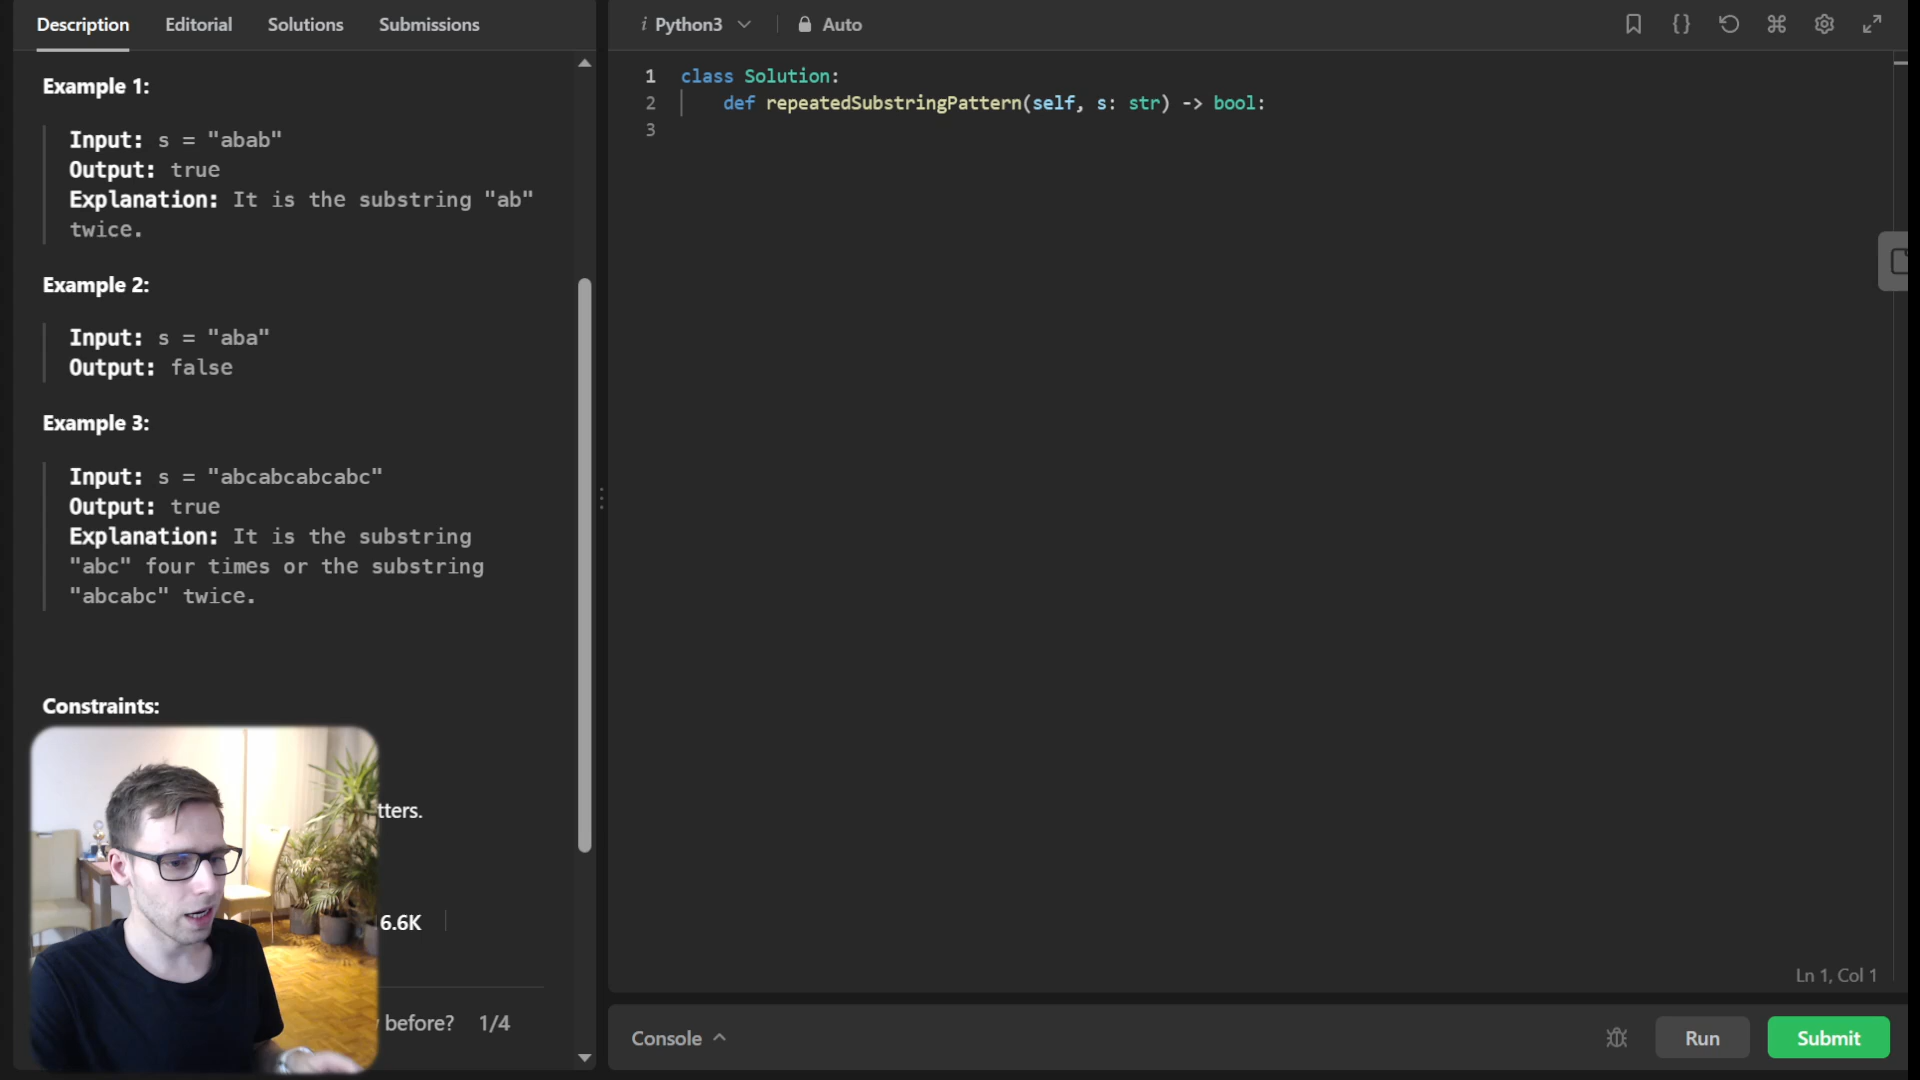 Description Editorial Solutions Submissions
Example 1:
Input: s = "abab"
Output: true
Explanation: It is the substring "ab"
twice.
Example 2:
Input: s = "aba"
Output: false
Example 3:
Input: s = "abcabcabcabc"
Output: true
Explanation: It is the substring
"abc" four times or the substring
"abcabc" twice.
Constraints:
tters.
6.6K
before? 1/4
i Python3 Auto
1 class Solution:
2 def repeatedSubstringPattern(self, s: str) -> bool:
3
Ln 1, Col 1
Console Run Submit